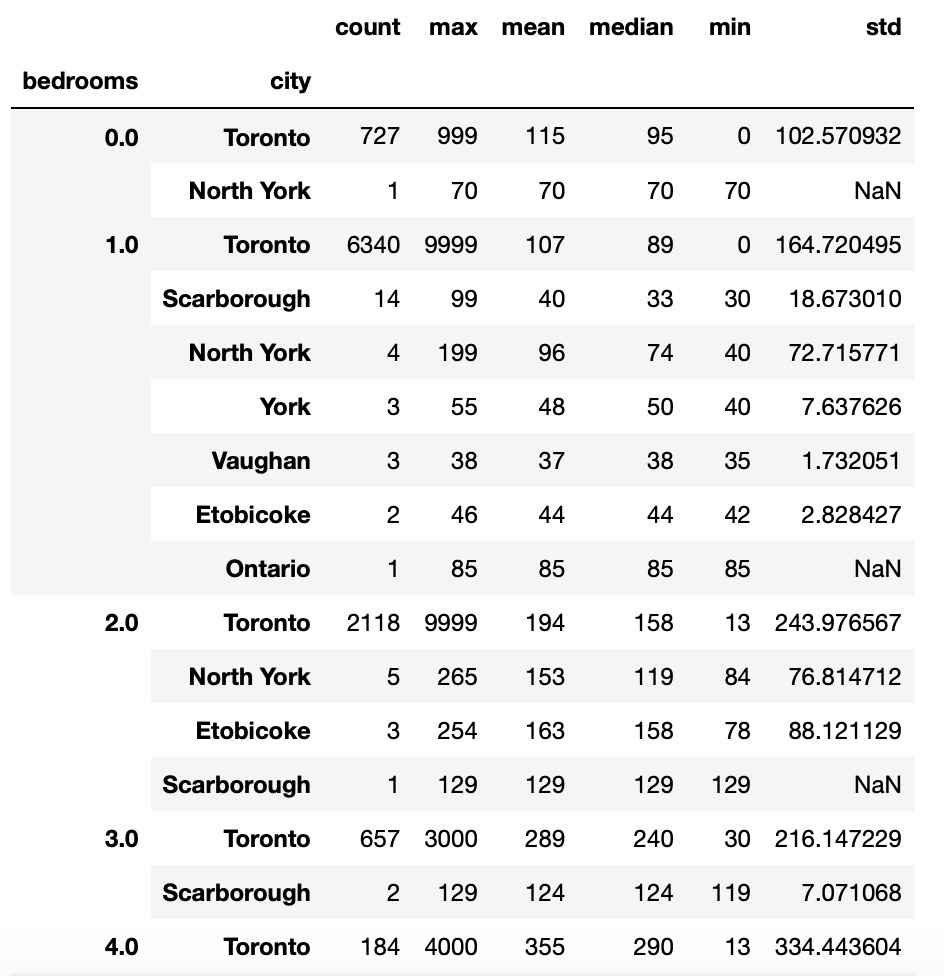 count max mean median min std
bedrooms city
0.0 Toronto 727 999 115 95 0 102.570932
North York 1 70 70 70 70 NaN
1.0 Toronto 6340 9999 107 89 0 164.720495
Scarborough 14 99 40 33 30 18.673010
North York 4 199 96 74 40 72.715771
York 3 55 48 50 40 7.637626
Vaughan 3 38 37 38 35 1.732051
Etobicoke 2 46 44 44 42 2.828427
Ontario 1 85 85 85 85 NaN
2.0 Toronto 2118 9999 194 158 13 243.976567
North York 5 265 153 119 84 76.814712
Etobicoke 3 254 163 158 78 88.121129
Scarborough 1 129 129 129 129 NaN
3.0 Toronto 657 3000 289 240 30 216.147229
Scarborough 2 129 124 124 119 7.071068
4.0 Toronto 184 4000 355 290 13 334.443604